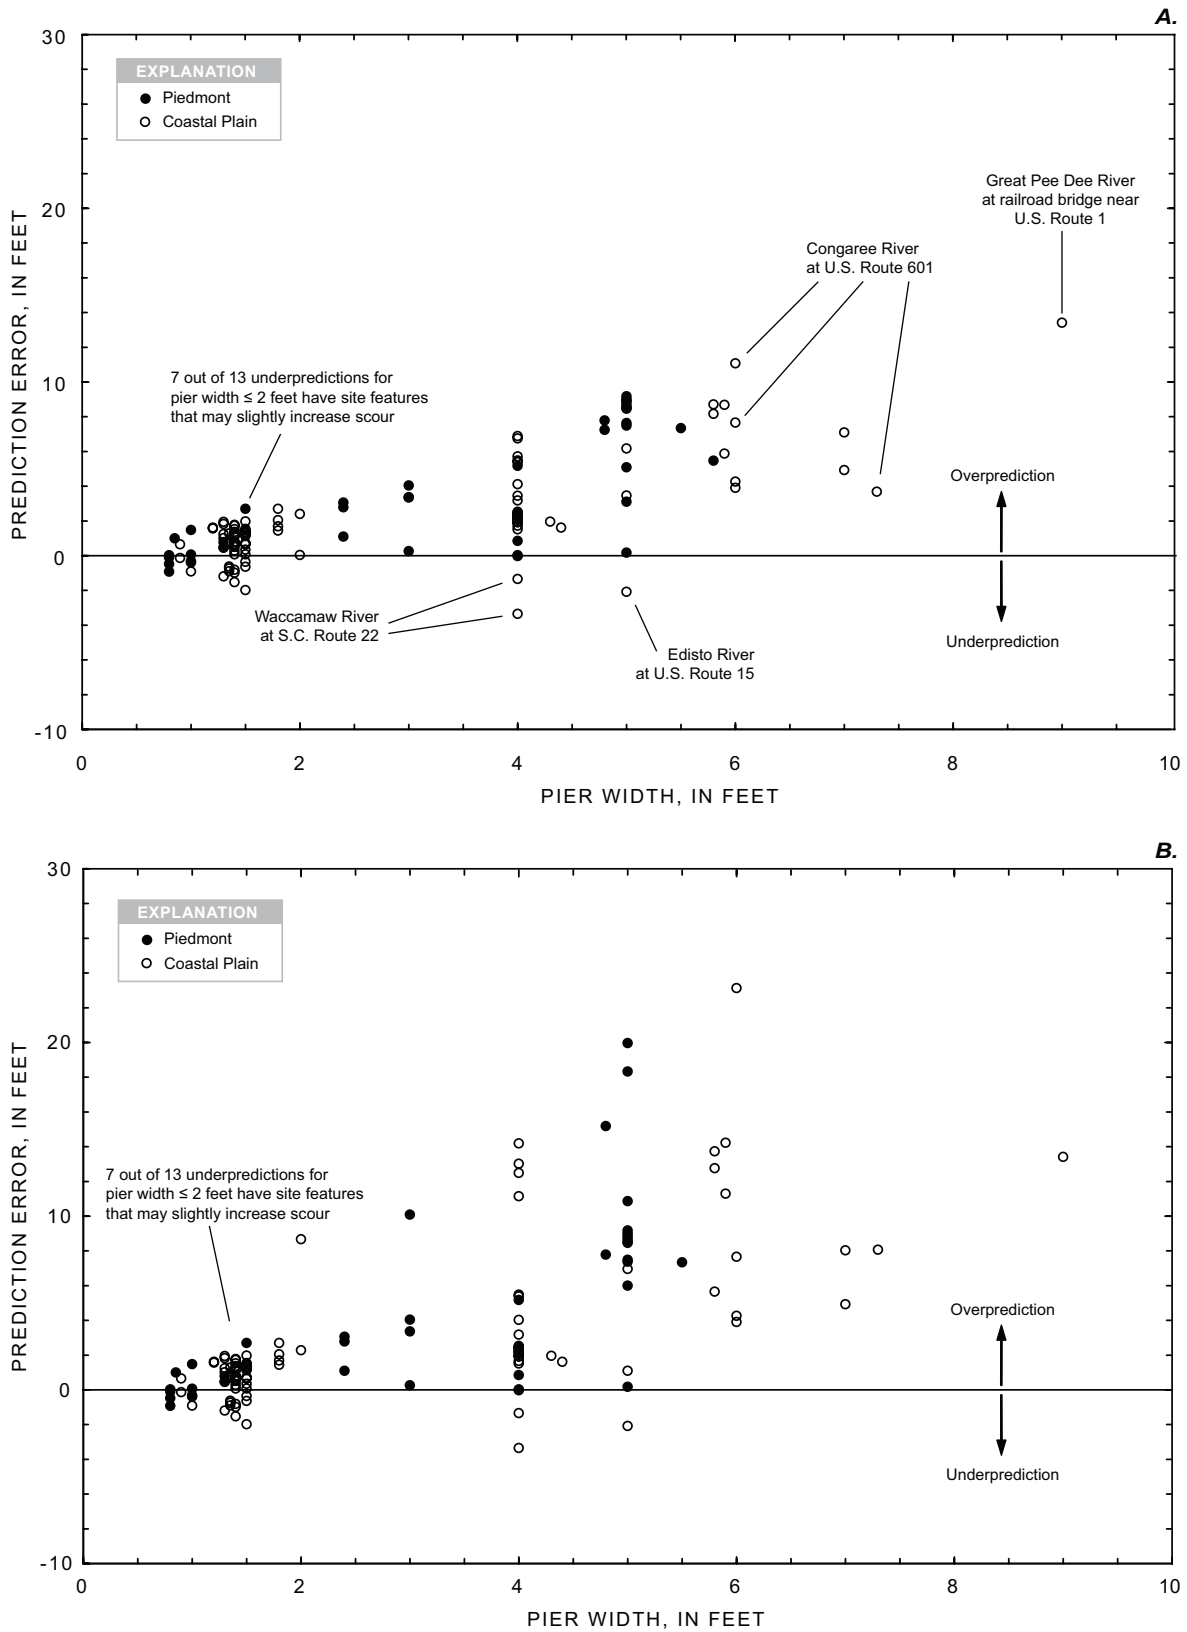 A.
30
EXPLANATION
Piedmont
Coastal Plain
Great Pee Dee River
at railroad bridge near
U.S. Route 1
20
Congaree River
at U.S. Route 601
PREDICTION ERROR, IN FEET
10
7 out of 13 underpredictions for
pier width ≤ 2 feet have site features
that may slightly increase scour
Overprediction
0
Waccamaw River
at S.C. Route 22
Underprediction
Edisto River
at U.S. Route 15
-10
0 2 4 6 8 10
PIER WIDTH, IN FEET
B.
30
EXPLANATION
Piedmont
Coastal Plain
20
PREDICTION ERROR, IN FEET
7 out of 13 underpredictions for
pier width ≤ 2 feet have site features
that may slightly increase scour
10
Overprediction
0
Underprediction
-10
0 2 4 6 8 10
PIER WIDTH, IN FEET